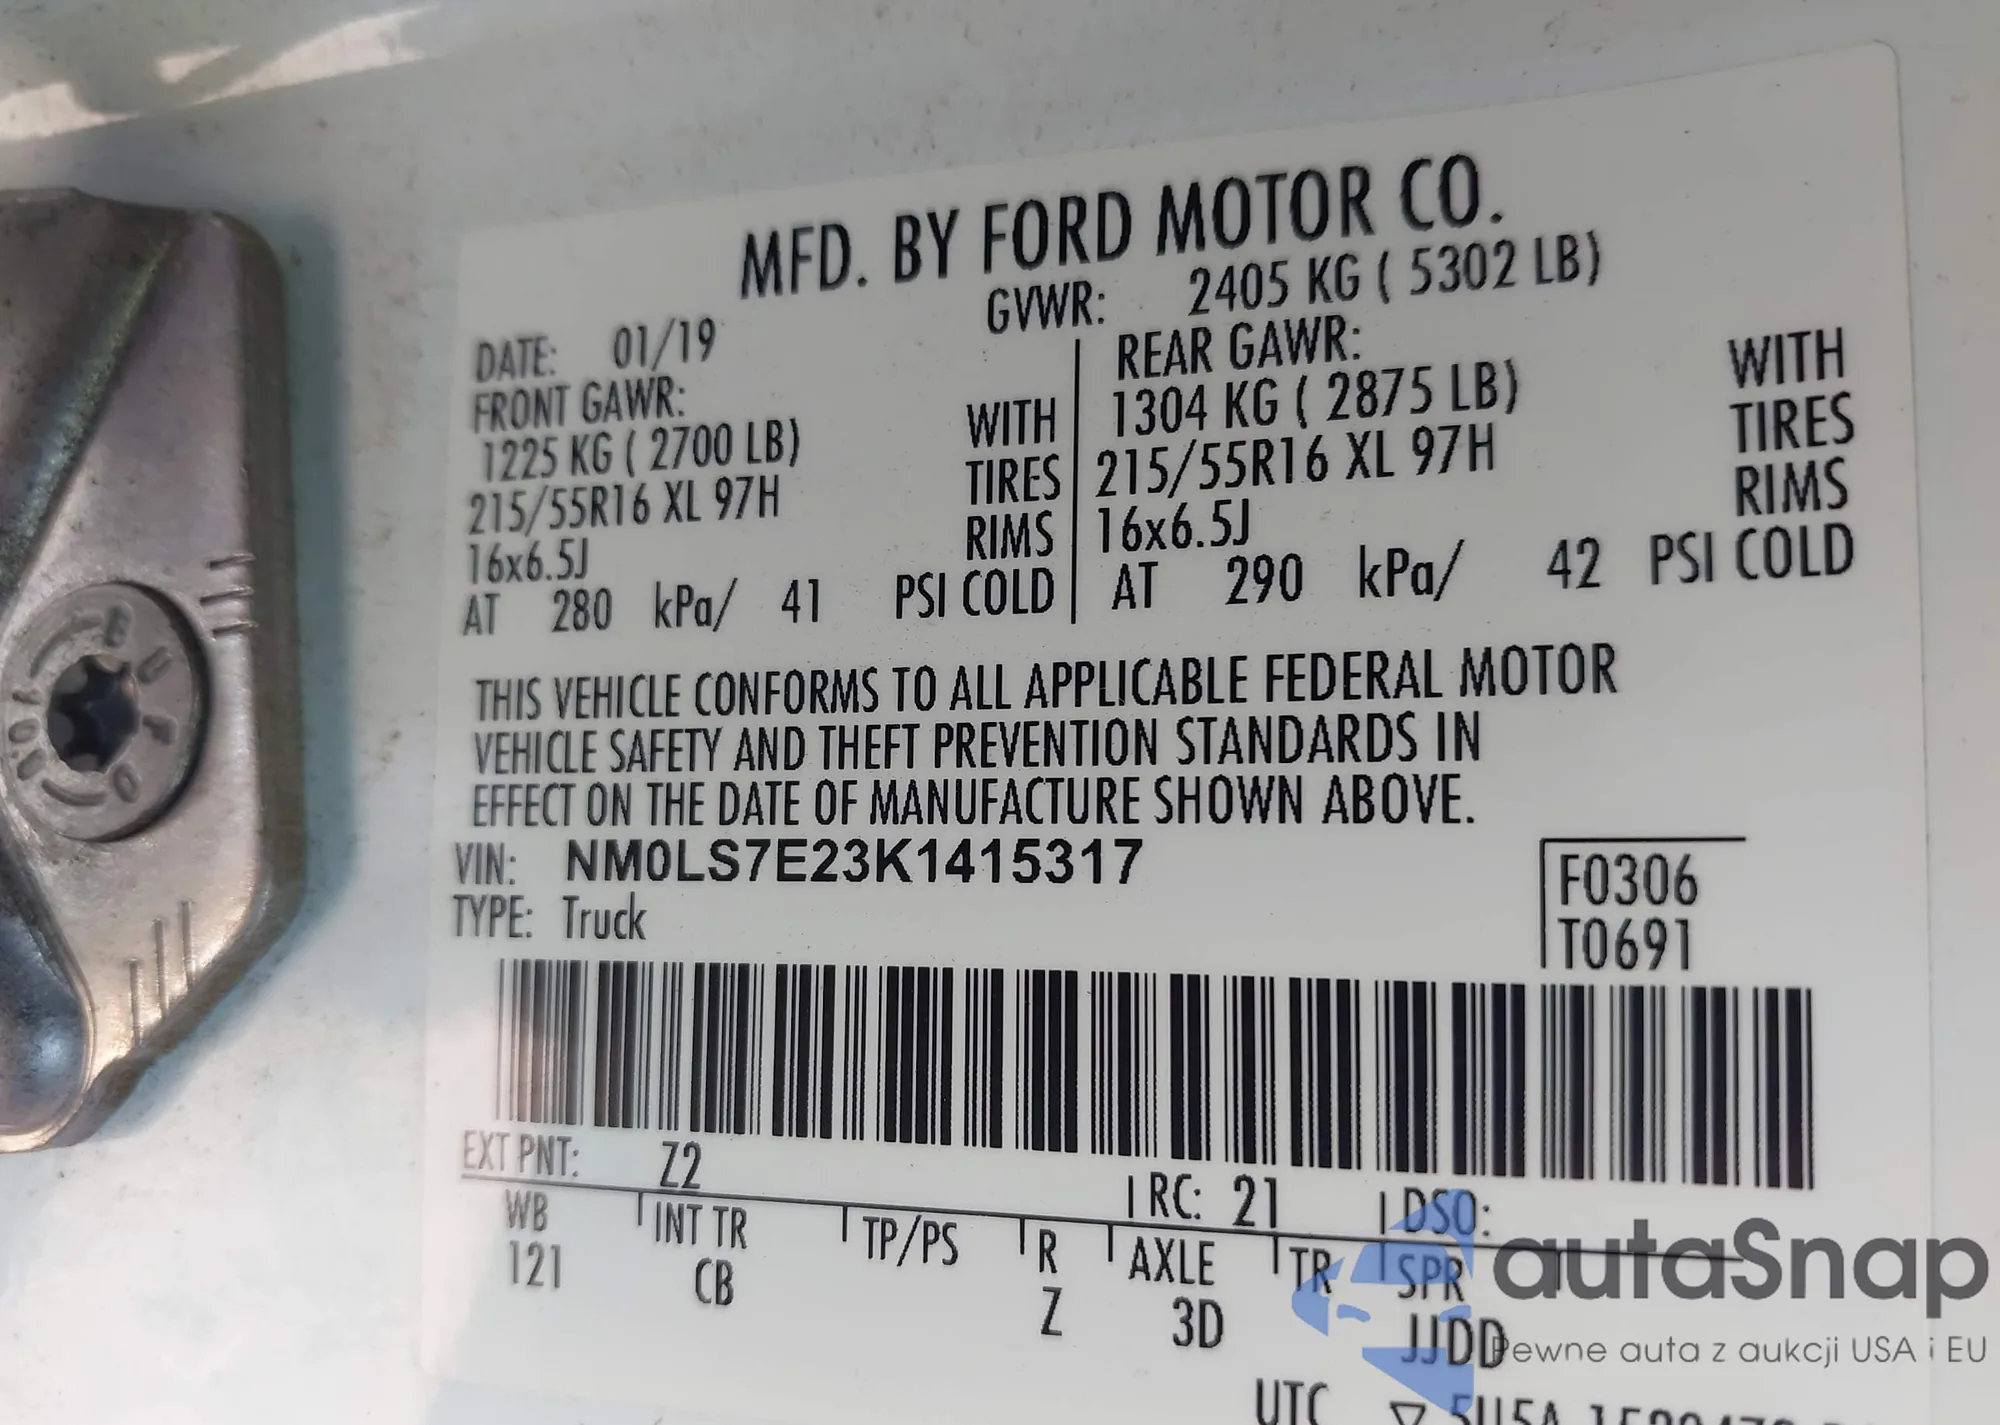 MFD. BY FORD MOTOR CO.
DATE: 01/19 GVWR: 2405 KG ( 5302 LB)
FRONT GAWR: REAR GAWR:
1225 KG ( 2700 LB) WITH 1304 KG ( 2875 LB) WITH
215/55R16 XL 97H TIRES 215/55R16 XL 97H TIRES
16x6.5J RIMS 16x6.5J RIMS
AT 280 kPa/ 41 PSI COLD AT 290 kPa/ 42 PSI COLD
THIS VEHICLE CONFORMS TO ALL APPLICABLE FEDERAL MOTOR
VEHICLE SAFETY AND THEFT PREVENTION STANDARDS IN
EFFECT ON THE DATE OF MANUFACTURE SHOWN ABOVE.
VIN: NM0LS7E23K1415317
TYPE: Truck
F0306
T0691
EXT PNT: Z2 RC: 21 DSO:
WB INT TR TP/PS R AXLE TR SPR
121 CB Z 3D JJDD
UTC
autaSnap
Pewne auta z aukcji USA i EU